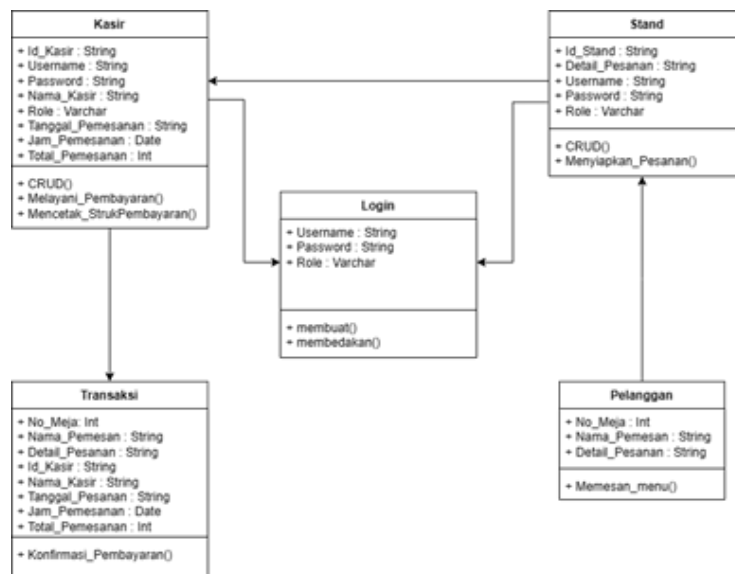 Kasir
+ Id_Kasir : String
+ Username : String
+ Password : String
+ Nama_Kasir : String
+ Role : Varchar
+ Tanggal_Pemesanan : String
+ Jam_Pemesanan : Date
+ Total_Pemesanan : Int
+ CRUD()
+ Melayani_Pembayaran()
+ Mencetak_StrukPembayaran()
Stand
+ Id_Stand : String
+ Detail_Pesanan : String
+ Username : String
+ Password : String
+ Role : Varchar
+ CRUD()
+ Menyiapkan_Pesanan()
Login
+ Username : String
+ Password : String
+ Role : Varchar
+ membuat()
+ membedakan()
Transaksi
+ No_Meja: Int
+ Nama_Pemesan : String
+ Detail_Pesanan : String
+ Id_Kasir : String
+ Nama_Kasir : String
+ Tanggal_Pesanan : String
+ Jam_Pemesanan : Date
+ Total_Pemesanan : Int
+ Konfirmasi_Pembayaran()
Pelanggan
+ No_Meja : Int
+ Nama_Pemesan : String
+ Detail_Pesanan : String
+ Memesan_menu()